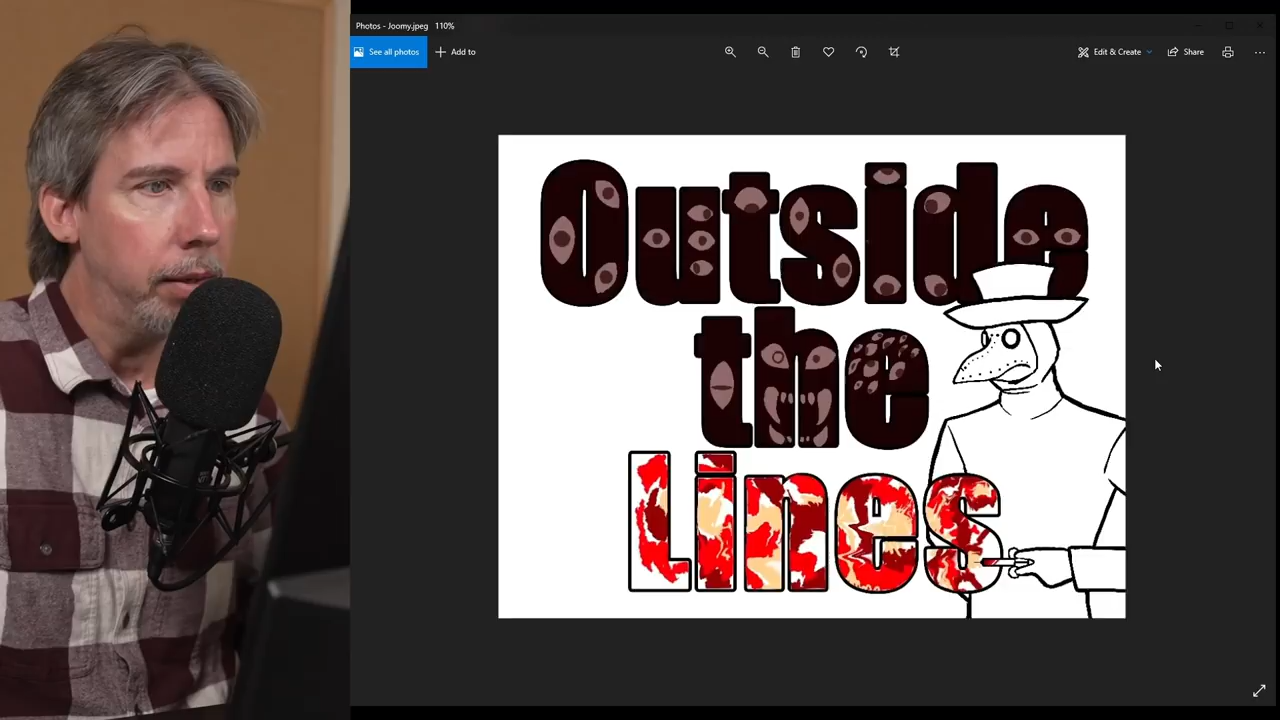 Photos - Joomy.jpeg 110%
See all photos
Add to
Edit & Create
Share
Outside
the
Lines